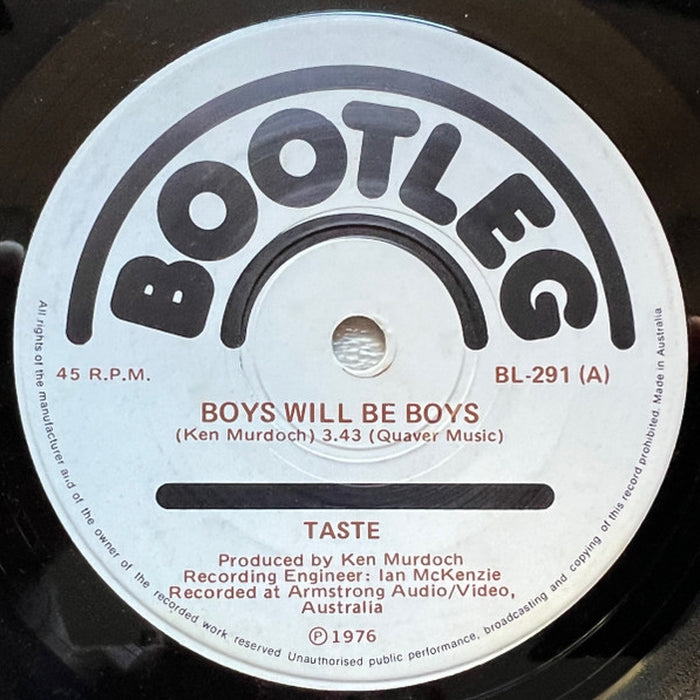 BOOTLEG
45 R.P.M.
BL-291 (A)
BOYS WILL BE BOYS
(Ken Murdoch) 3.43 (Quaver Music)
TASTE
Produced by Ken Murdoch
Recording Engineer: Ian McKenzie
Recorded at Armstrong Audio/Video,
Australia
Ⓟ 1976
All rights of the manufacturer and of the owner of the recorded work reserved Unauthorised public performance, broadcasting and copying of this record prohibited. Made in Australia